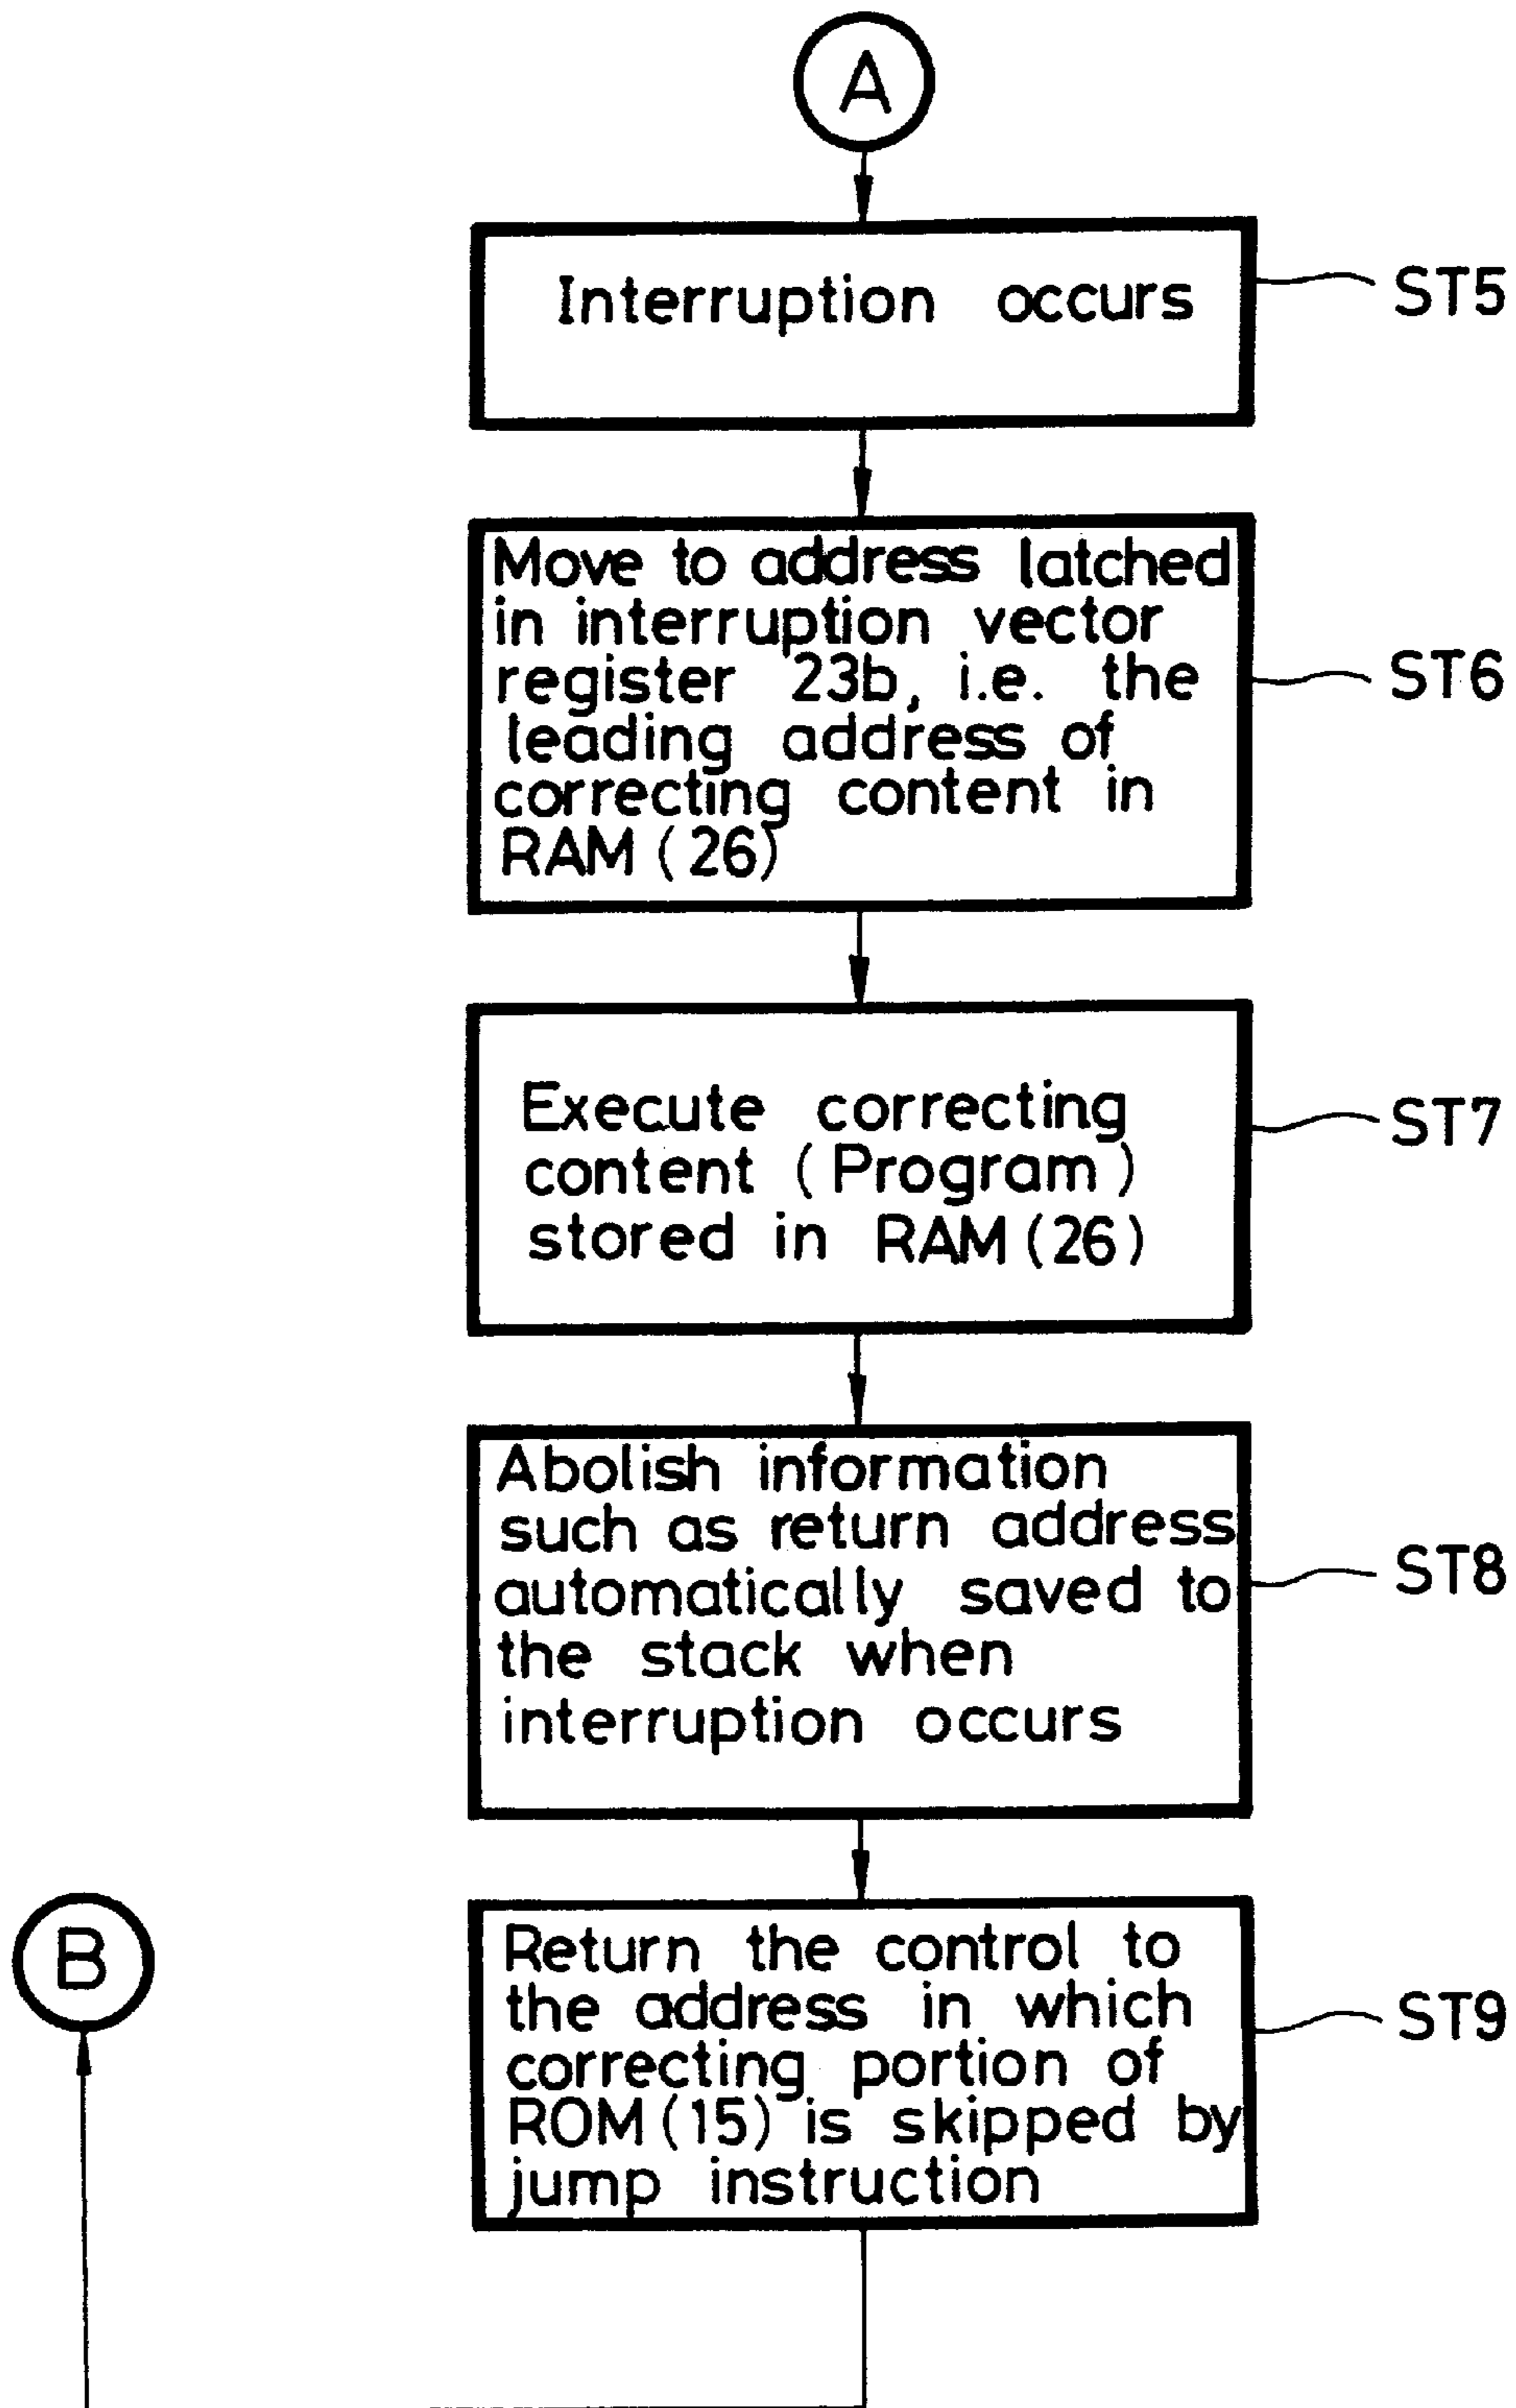 A
Interruption occurs
ST5
Move to address latched
in interruption vector
register 23b, i.e. the
leading address of
correcting content in
RAM (26)
ST6
Execute correcting
content (Program)
stored in RAM (26)
ST7
Abolish information
such as return address
automatically saved to
the stack when
interruption occurs
ST8
B
Return the control to
the address in which
correcting portion of
ROM (15) is skipped by
jump instruction
ST9